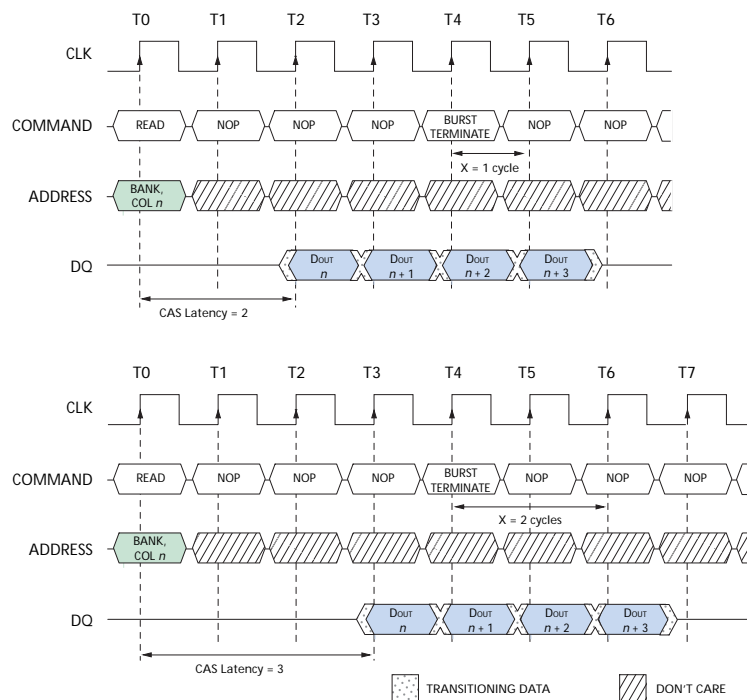 T0 T1 T2 T3 T4 T5 T6
CLK
COMMAND READ NOP NOP NOP BURST TERMINATE NOP NOP
X = 1 cycle
ADDRESS BANK, COL n
DQ DOUT n DOUT n + 1 DOUT n + 2 DOUT n + 3
CAS Latency = 2
T0 T1 T2 T3 T4 T5 T6 T7
CLK
COMMAND READ NOP NOP NOP BURST TERMINATE NOP NOP NOP
X = 2 cycles
ADDRESS BANK, COL n
DQ DOUT n DOUT n + 1 DOUT n + 2 DOUT n + 3
CAS Latency = 3
TRANSITIONING DATA DON'T CARE